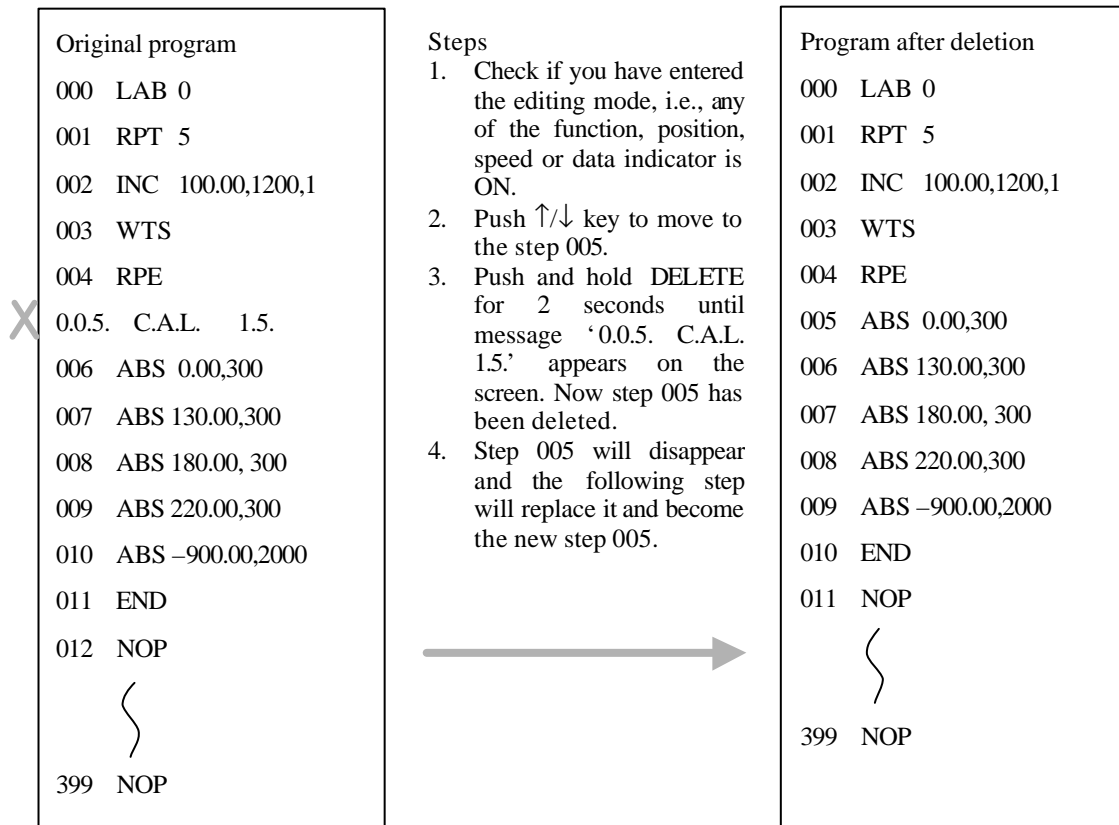 Original program
000 LAB 0
001 RPT 5
002 INC 100.00,1200,1
003 WTS
004 RPE
X 0.0.5. C.A.L. 1.5.
006 ABS 0.00,300
007 ABS 130.00,300
008 ABS 180.00, 300
009 ABS 220.00,300
010 ABS –900.00,2000
011 END
012 NOP
399 NOP
Steps
1. Check if you have entered
the editing mode, i.e., any
of the function, position,
speed or data indicator is
ON.
2. Push ↑/↓ key to move to
the step 005.
3. Push and hold DELETE
for 2 seconds until
message ‘0.0.5. C.A.L.
1.5.’ appears on the
screen. Now step 005 has
been deleted.
4. Step 005 will disappear
and the following step
will replace it and become
the new step 005.
Program after deletion
000 LAB 0
001 RPT 5
002 INC 100.00,1200,1
003 WTS
004 RPE
005 ABS 0.00,300
006 ABS 130.00,300
007 ABS 180.00, 300
008 ABS 220.00,300
009 ABS –900.00,2000
010 END
011 NOP
399 NOP